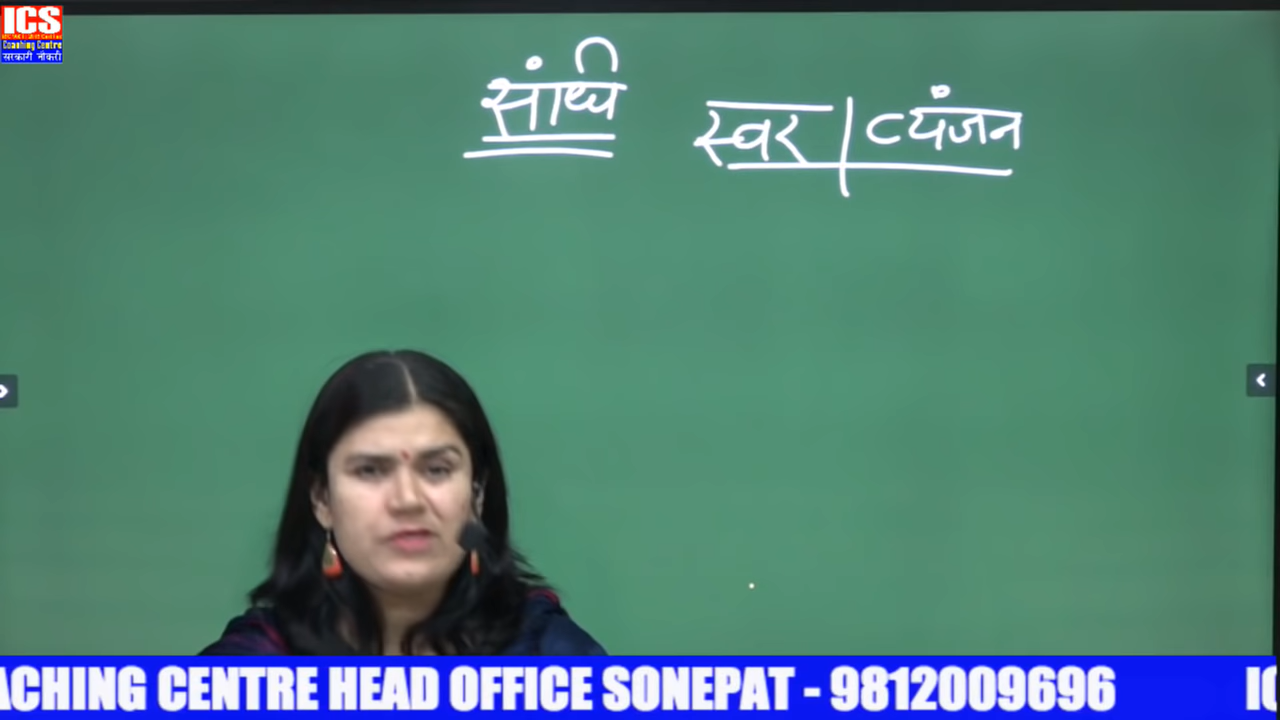 ICS
Coaching Centre
सरकारी नौकरी
संधि
स्वर | व्यंजन
ACHING CENTRE HEAD OFFICE SONEPAT - 9812009696 IC